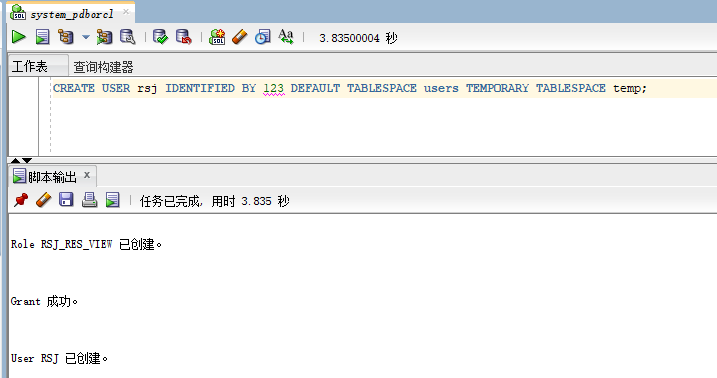 system_pdborcl
SQL
3.83500004 秒
工作表 查询构建器
CREATE USER rsj IDENTIFIED BY 123 DEFAULT TABLESPACE users TEMPORARY TABLESPACE temp;
脚本输出 x
任务已完成, 用时 3.835 秒
Role RSJ_RES_VIEW 已创建。
Grant 成功。
User RSJ 已创建。